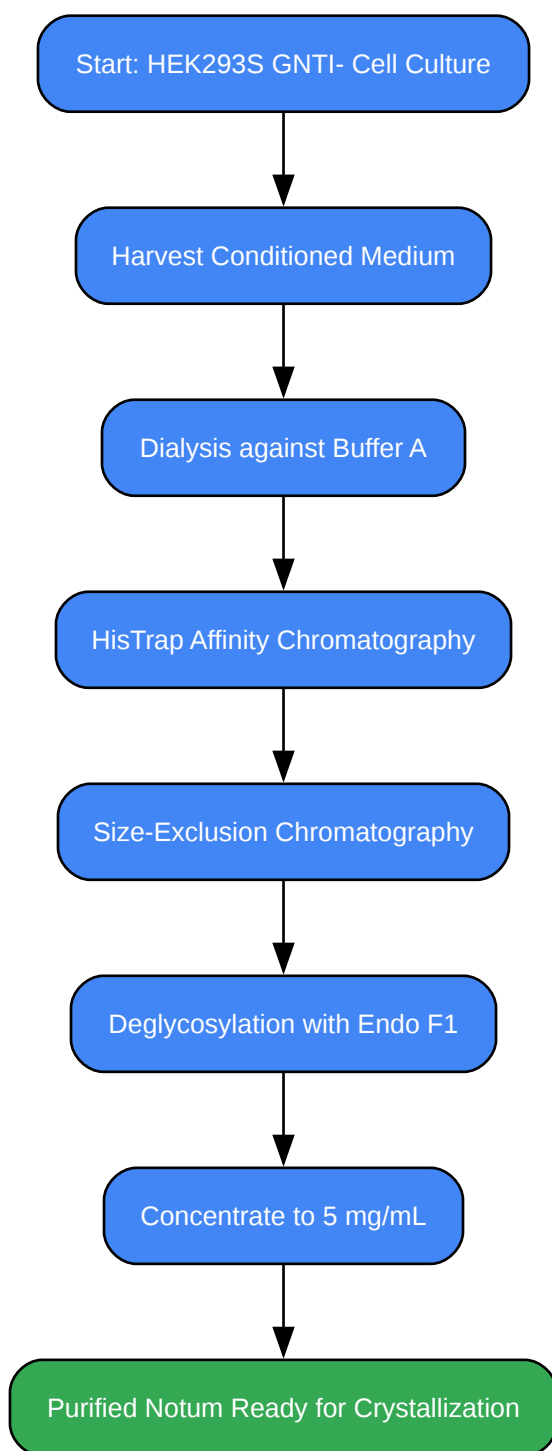 Start: HEK293S GNTI- Cell Culture
Harvest Conditioned Medium
Dialysis against Buffer A
HisTrap Affinity Chromatography
Size-Exclusion Chromatography
Deglycosylation with Endo F1
Concentrate to 5 mg/mL
Purified Notum Ready for Crystallization